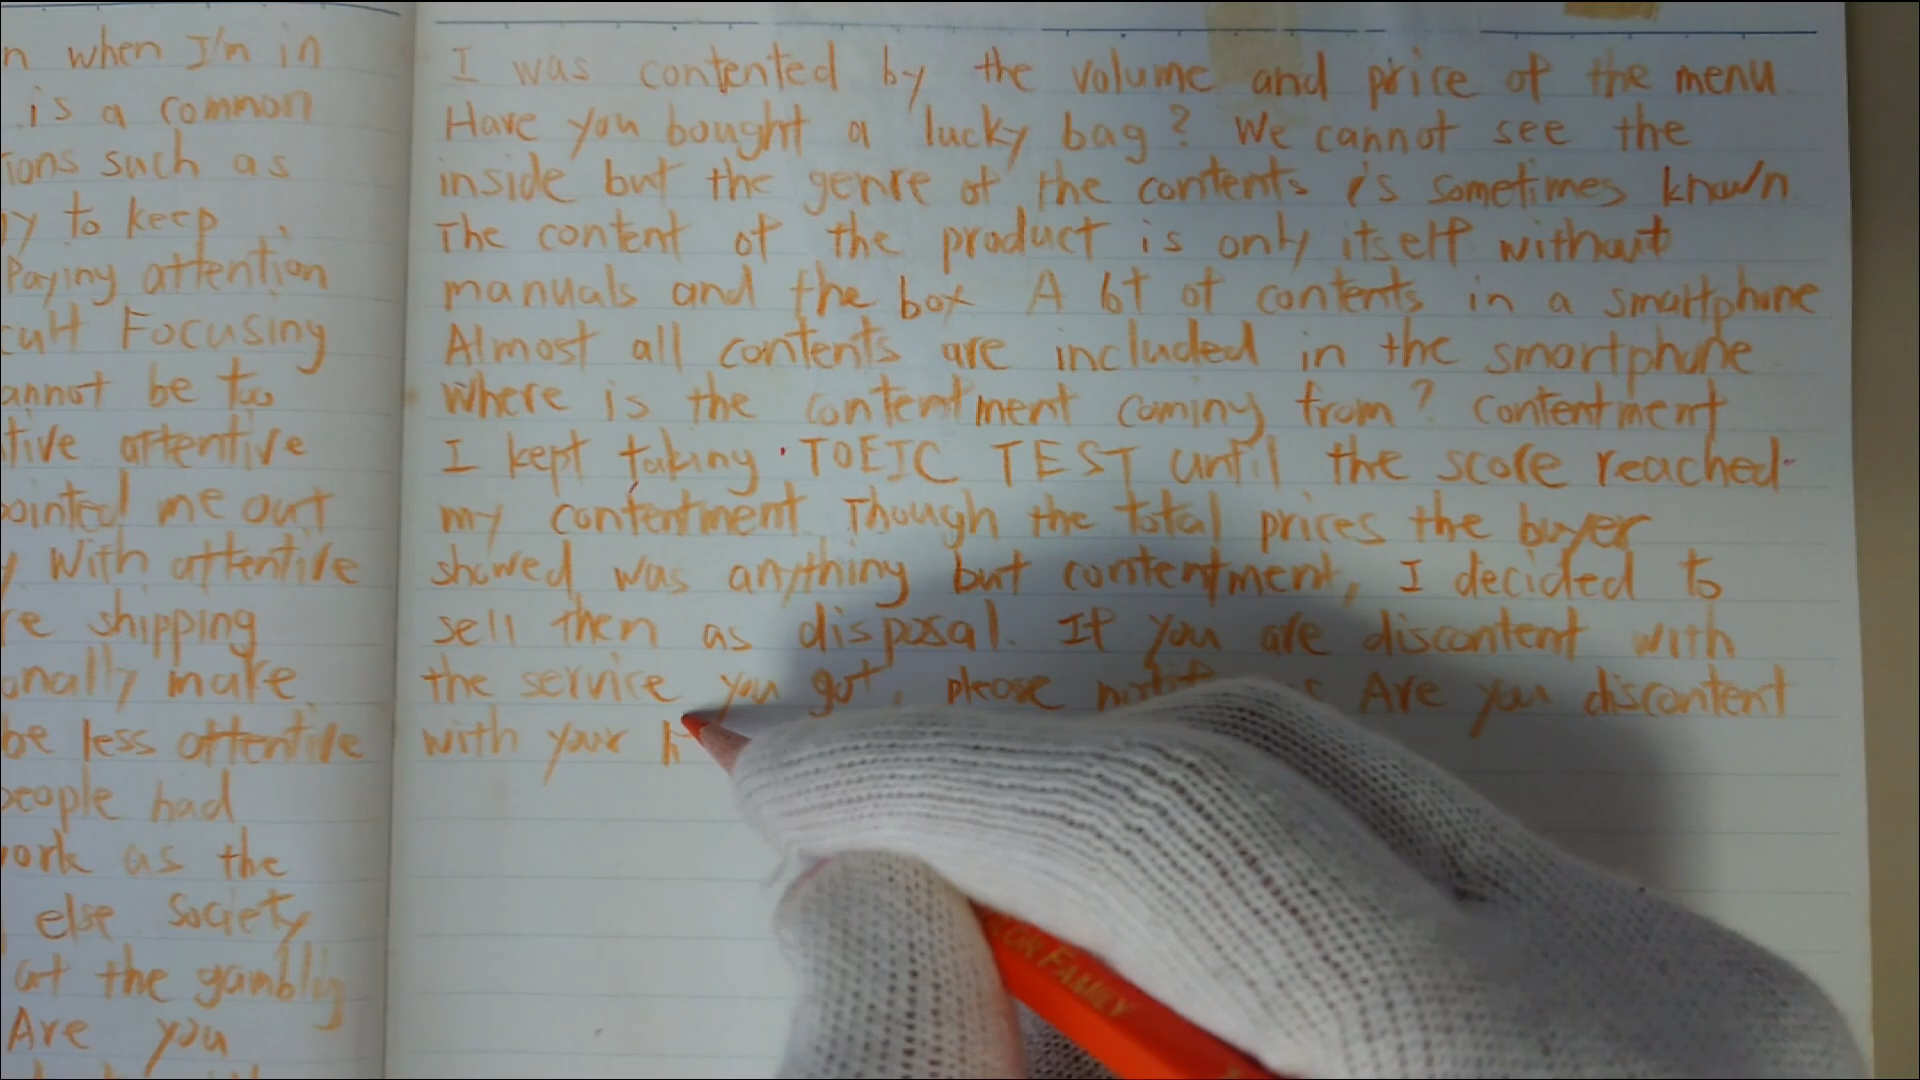 n when I'm in
is a common
ions such as
y to keep
Paying attention
cult Focusing
annot be too
tive attentive
ointed me out
y with attentive
re shipping
onally make
be less attentive
people had
ork as the
else society
at the gambling
Are you
I was contented by the volume and price of the menu
Have you bought a lucky bag? We cannot see the
inside but the genre of the contents is sometimes known
The content of the product is only itself without
manuals and the box A lot of contents in a smartphone
Almost all contents are included in the smartphone
Where is the contentment coming from? contentment
I kept taking TOEIC TEST until the score reached
my contentment Though the total prices the buyer
showed was anything but contentment, I decided to
sell them as disposal. If you are discontent with
the service you got, please Are you discontent
with your
COLOR FAMILY